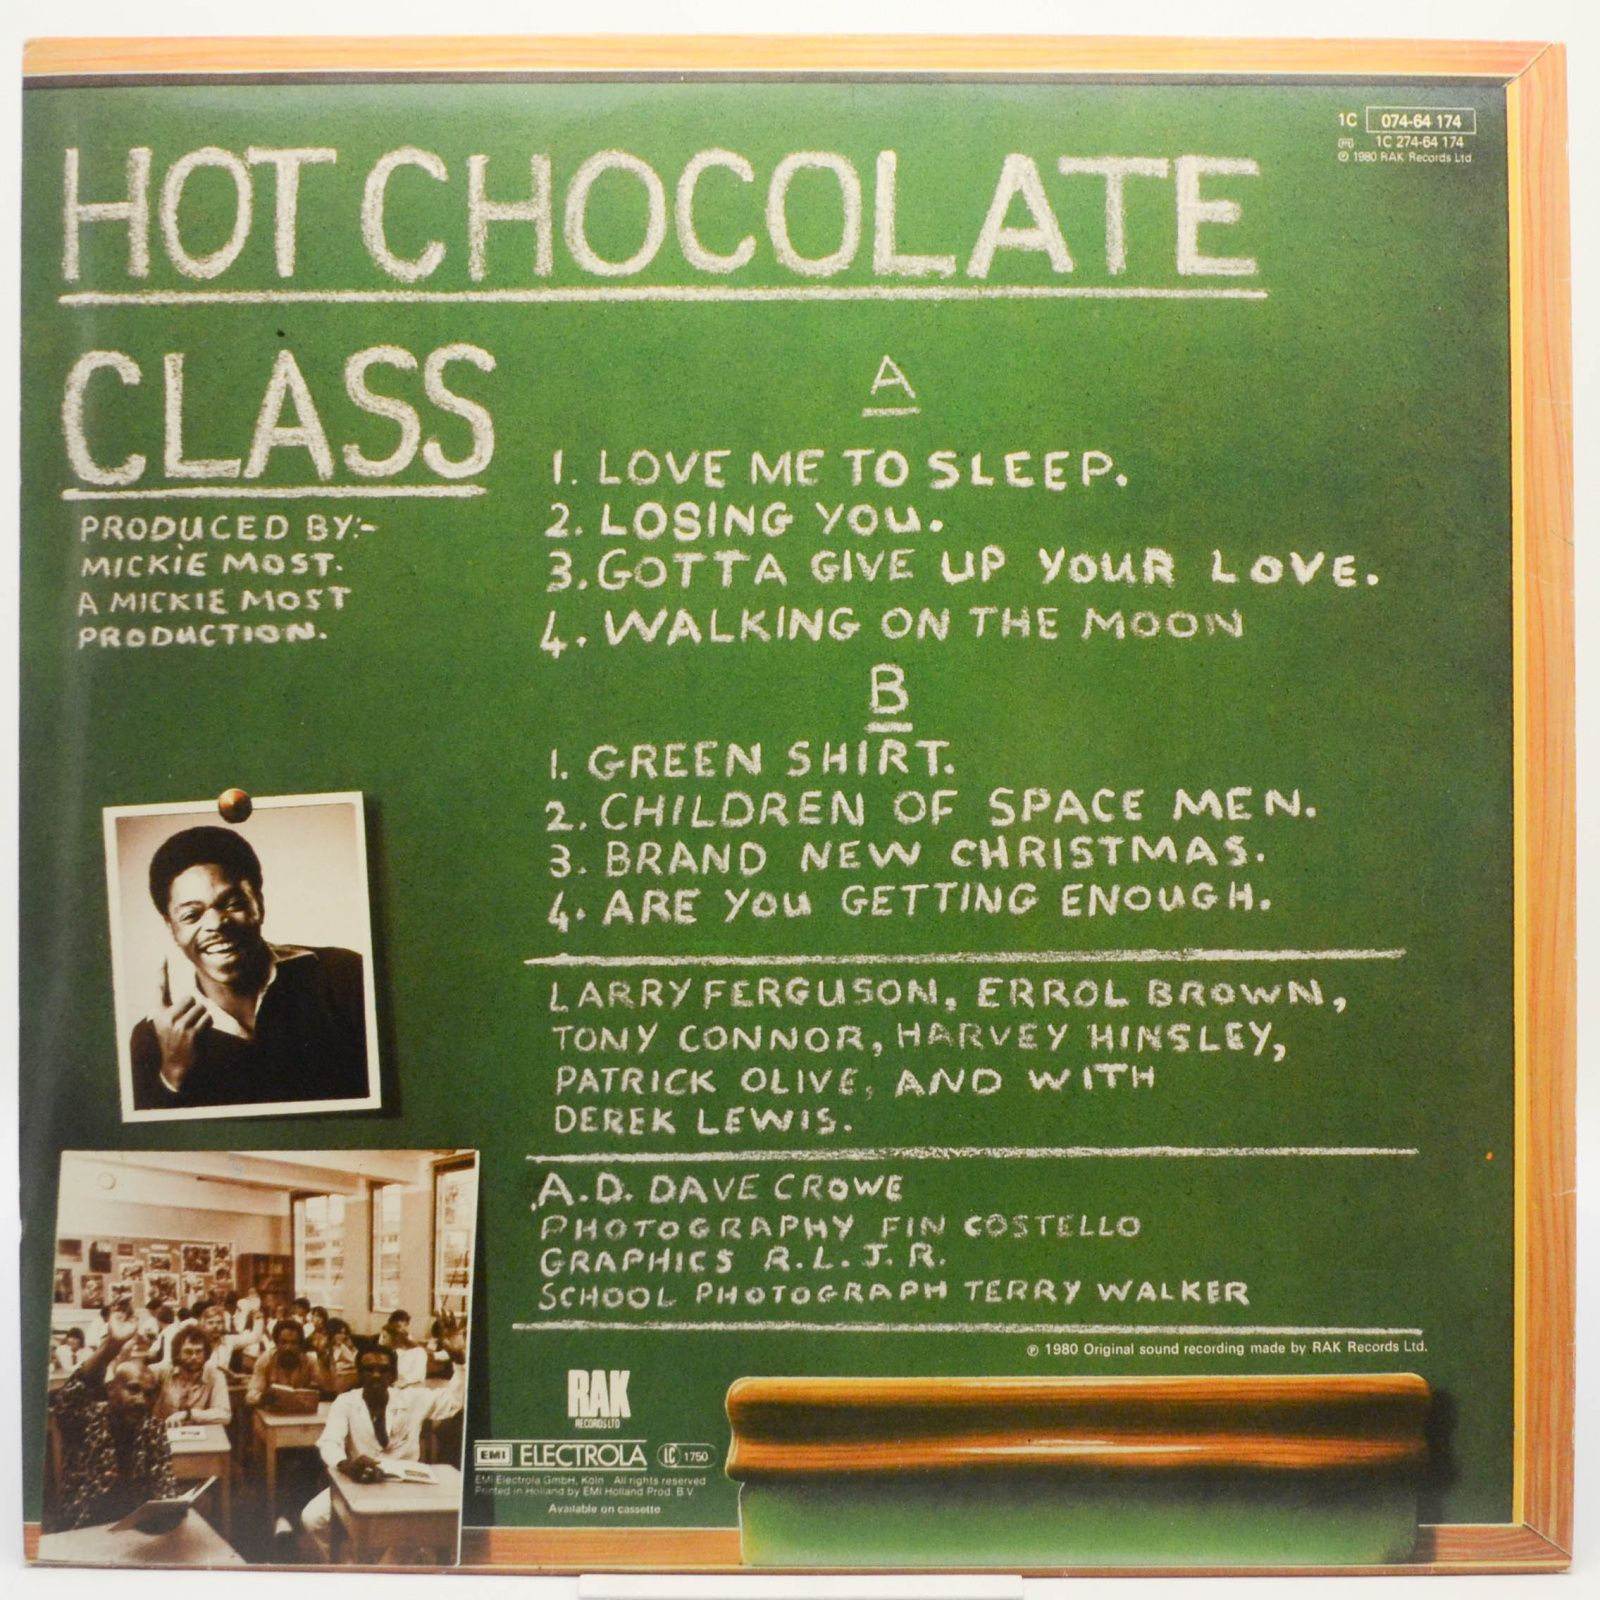 1C 074-64 174
1C 274-64 174
℗ 1980 RAK Records Ltd
HOT CHOCOLATE
CLASS
PRODUCED BY:-
MICKiE MOST.
A MICKIE MOST
PRODUCTION.
A
1. LOVE ME TO SLEEP.
2. LOSING YOU.
3. GOTTA GIVE UP YOUR LOVE.
4. WALKING ON THE MOON
B
1. GREEN SHIRT.
2. CHILDREN OF SPACE MEN.
3. BRAND NEW CHRISTMAS.
4. ARE YOU GETTING ENOUGH.
LARRY FERGUSON, ERROL BROWN,
TONY CONNOR, HARVEY HINSLEY,
PATRICK OLIVE, AND WITH
DEREK LEWIS.
A.D. DAVE CROWE
PHOTOGRAPHY FIN COSTELLO
GRAPHICS R.L.J.R.
SCHOOL PHOTOGRAPH TERRY WALKER
℗ 1980 Original sound recording made by RAK Records Ltd.
RAK
RECORDS LTD
EMI ELECTROLA LC 1750
EMI Electrola GmbH, Köln All rights reserved
Printed in Holland by EMI Holland Prod. B.V.
Available on cassette